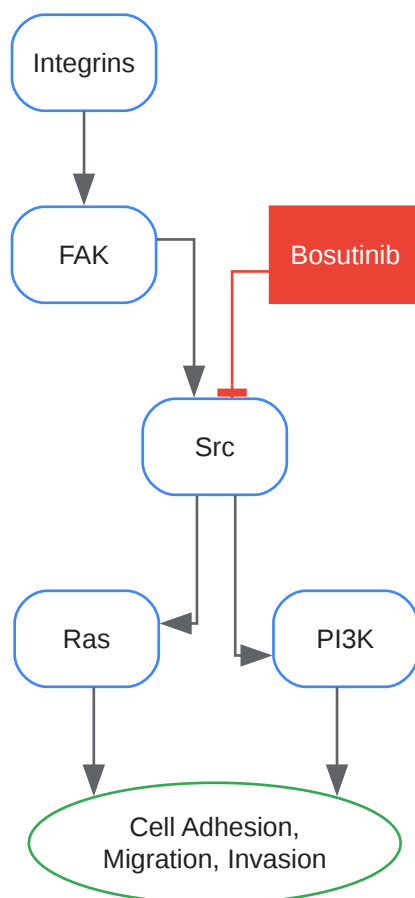 Integrins
FAK
Bosutinib
Src
Ras
PI3K
Cell Adhesion,
Migration, Invasion